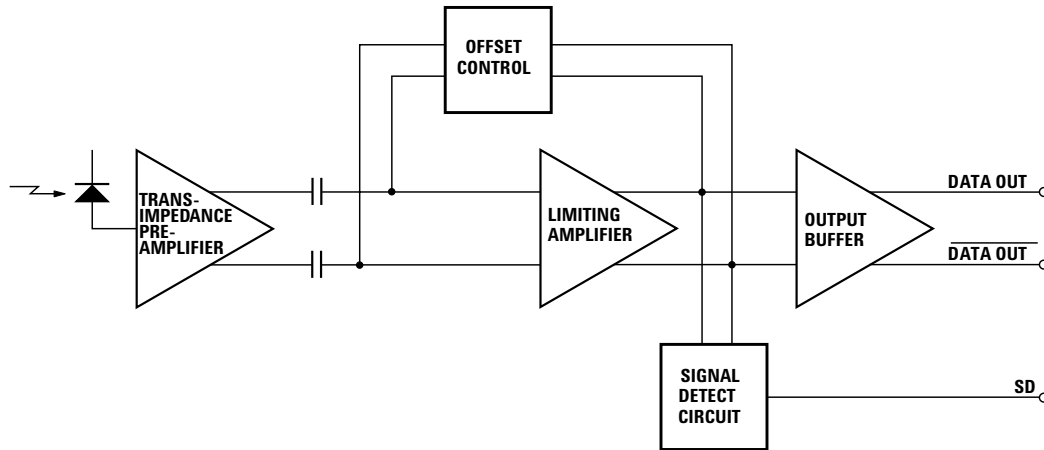 OFFSET
CONTROL
TRANS-
IMPEDANCE
PRE-
AMPLIFIER
LIMITING
AMPLIFIER
OUTPUT
BUFFER
DATA OUT
DATA OUT
SIGNAL
DETECT
CIRCUIT
SD